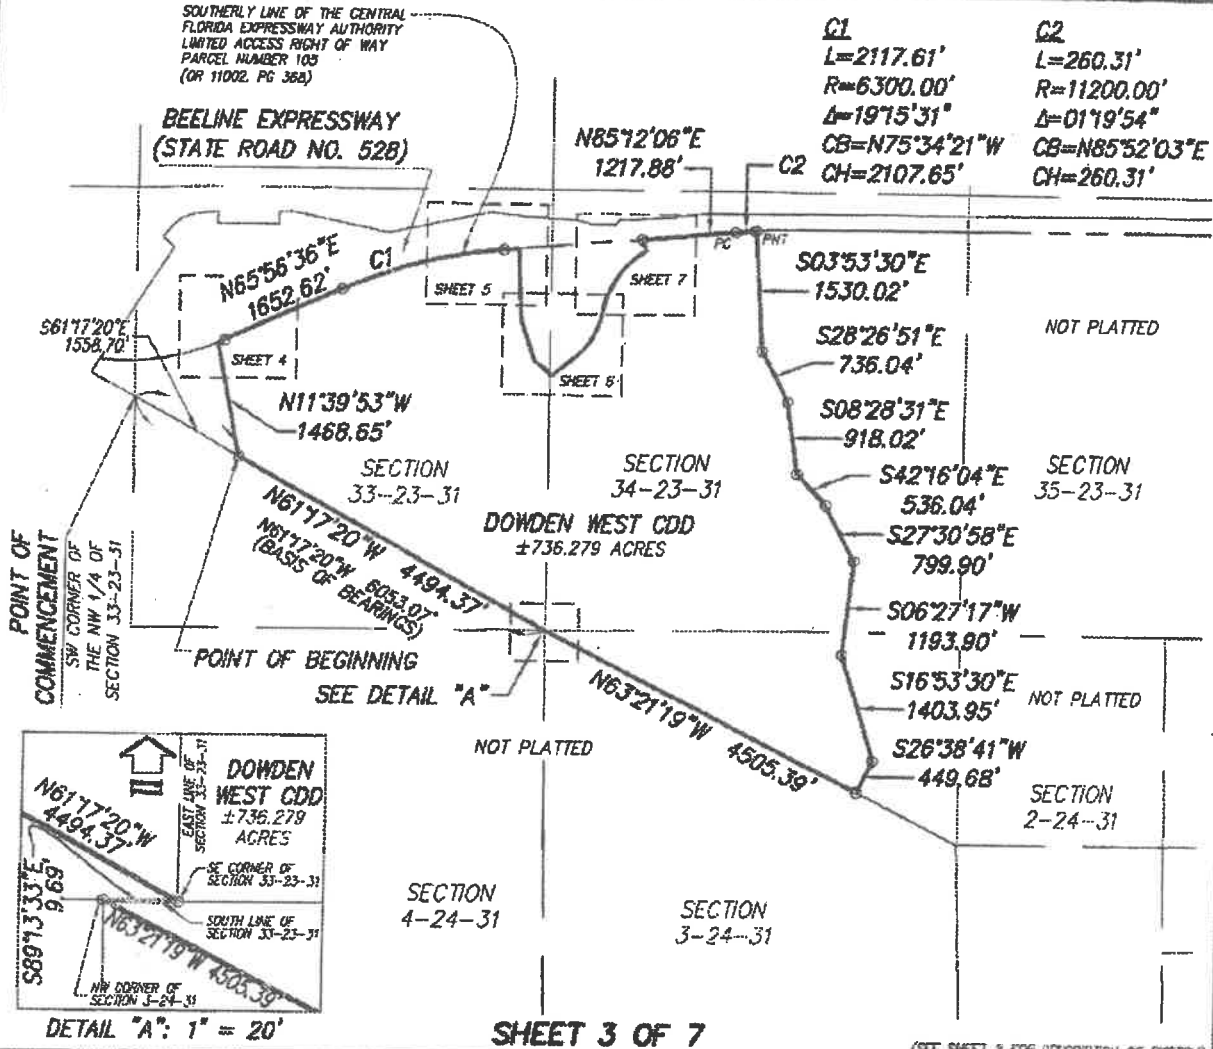 SOUTHERLY LINE OF THE CENTRAL
FLORIDA EXPRESSWAY AUTHORITY
LIMITED ACCESS RIGHT OF WAY
PARCEL NUMBER 105
(OR 11002, PG 368)
BEELINE EXPRESSWAY
(STATE ROAD NO. 528)
C1
L=2117.61'
R=6300.00'
Δ=19°15'31"
CB=N75°34'21"W
CH=2107.65'
C2
L=260.31'
R=11200.00'
Δ=01°19'54"
CB=N85°52'03"E
CH=260.31'
N85°12'06"E
1217.88'
C2
PC
PNT
C1
N65°56'36"E
1652.62'
SHEET 5
SHEET 7
SHEET 4
SHEET 6
S61°17'20"E
1558.70'
N11°39'53"W
1468.65'
S03°53'30"E
1530.02'
NOT PLATTED
S28°26'51"E
736.04'
S08°28'31"E
918.02'
SECTION
33-23-31
SECTION
34-23-31
SECTION
35-23-31
S42°16'04"E
536.04'
DOWDEN WEST CDD
±736.279 ACRES
S27°30'58"E
799.90'
N61°17'20"W 4494.37'
N61°17'20"W 6053.07'
(BASIS OF BEARINGS)
POINT OF
COMMENCEMENT
SW CORNER OF
THE NW 1/4 OF
SECTION 33-23-31
S06°27'17"W
1193.90'
POINT OF BEGINNING
SEE DETAIL "A"
S16°53'30"E
1403.95'
NOT PLATTED
N63°21'19"W 4505.39'
NOT PLATTED
S26°38'41"W
449.68'
SECTION
2-24-31
EAST LINE OF
SECTION 33-23-31
DOWDEN
WEST CDD
±736.279
ACRES
N61°17'20"W
4494.37'
SE CORNER OF
SECTION 33-23-31
S89°13'33"E
9.69'
SOUTH LINE OF
SECTION 33-23-31
N63°21'19"W 4505.39'
NW CORNER OF
SECTION 3-24-31
SECTION
4-24-31
SECTION
3-24-31
DETAIL "A": 1" = 20'
SHEET 3 OF 7